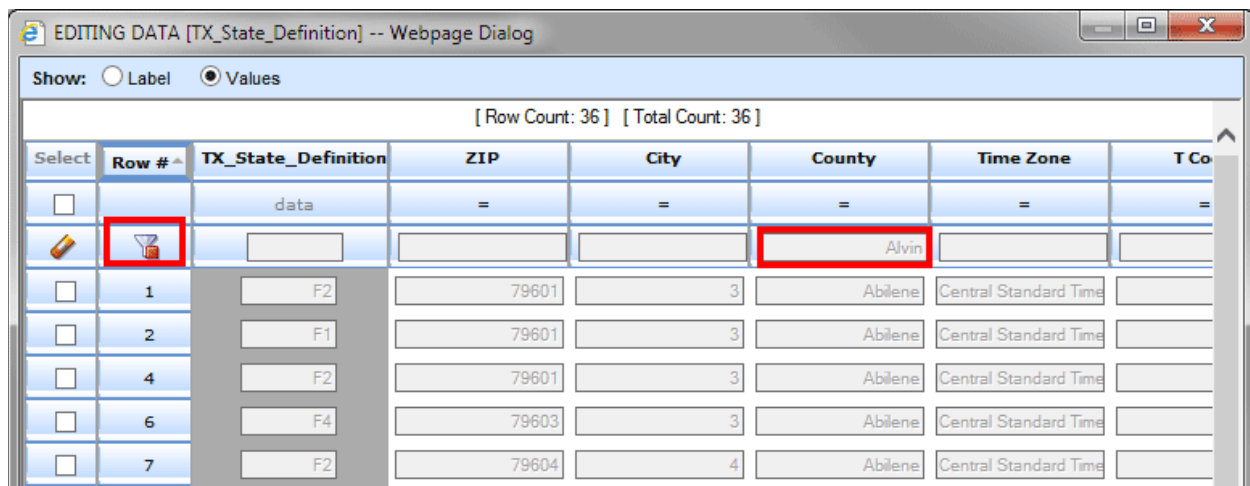 EDITING DATA [TX_State_Definition] -- Webpage Dialog
Show: Label Values
[ Row Count: 36 ] [ Total Count: 36 ]
Select Row # TX_State_Definition ZIP City County Time Zone T Co
data = = = = =
Alvin
1 F2 79601 3 Abilene Central Standard Time
2 F1 79601 3 Abilene Central Standard Time
4 F2 79601 3 Abilene Central Standard Time
6 F4 79603 3 Abilene Central Standard Time
7 F2 79604 4 Abilene Central Standard Time